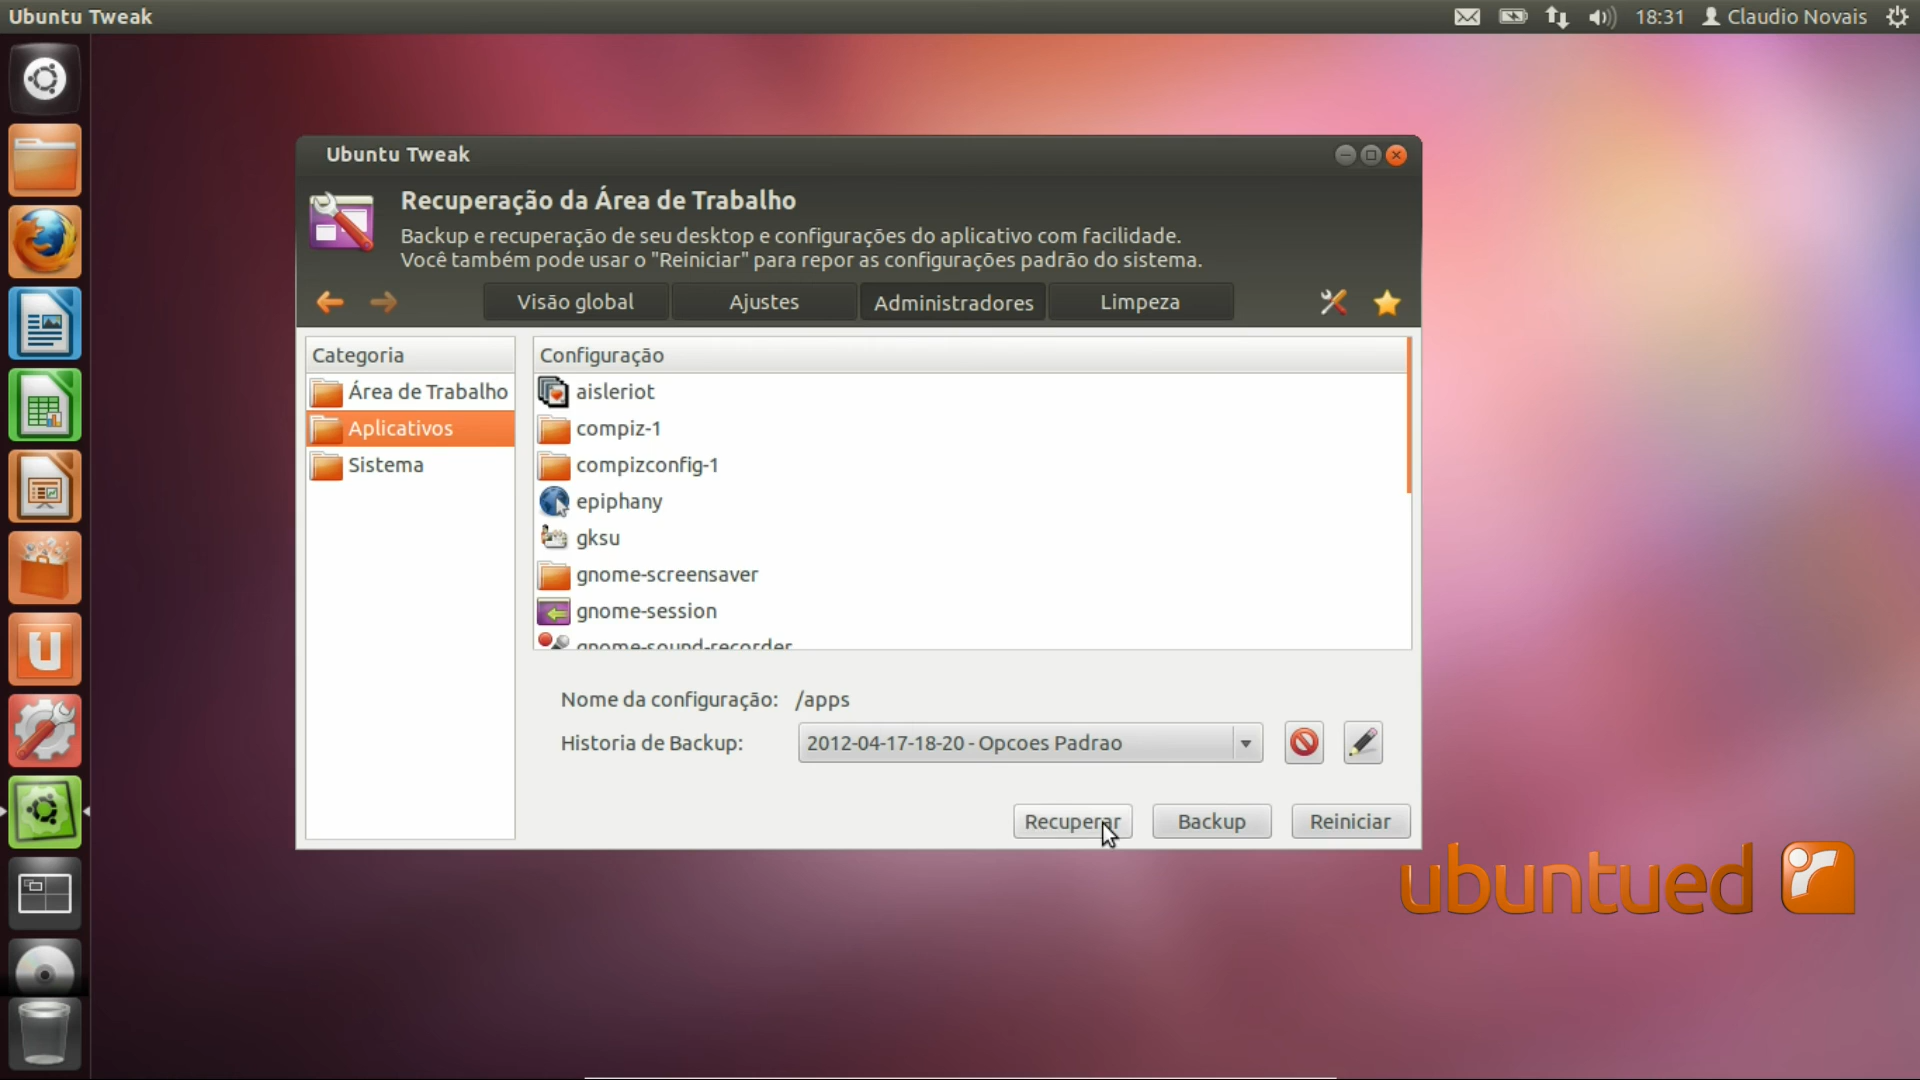 Ubuntu Tweak
18:31
Claudio Novais
Ubuntu Tweak
Recuperação da Área de Trabalho
Backup e recuperação de seu desktop e configurações do aplicativo com facilidade.
Você também pode usar o "Reiniciar" para repor as configurações padrão do sistema.
Visão global
Ajustes
Administradores
Limpeza
Categoria
Área de Trabalho
Aplicativos
Sistema
Configuração
aisleriot
compiz-1
compizconfig-1
epiphany
gksu
gnome-screensaver
gnome-session
gnome-sound-recorder
Nome da configuração: /apps
Historia de Backup: 2012-04-17-18-20 - Opcoes Padrao
Recuperar
Backup
Reiniciar
ubuntued